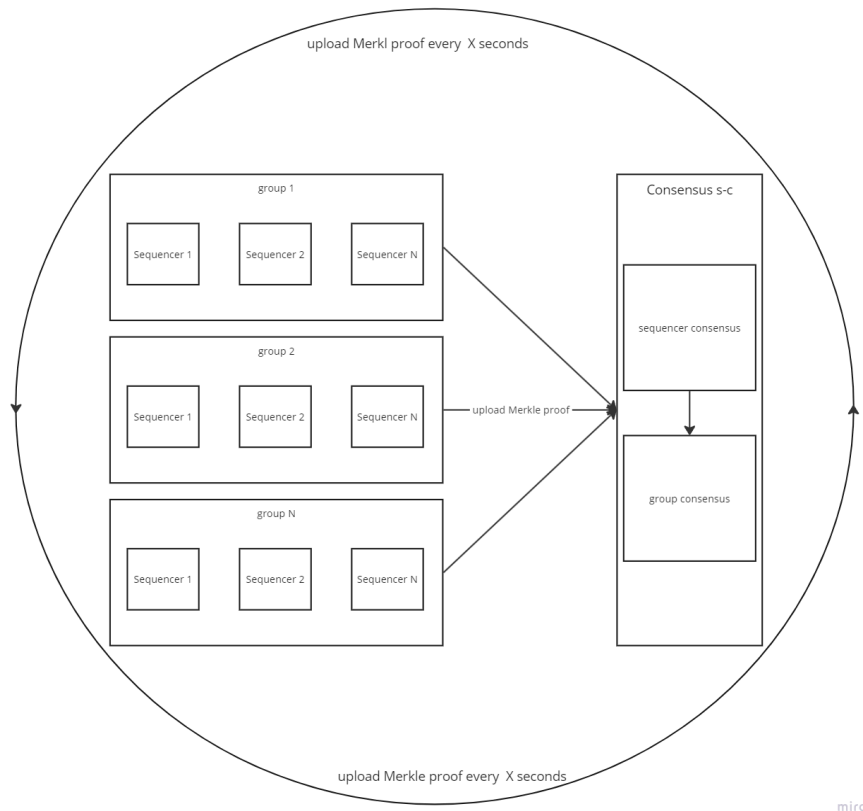 upload Merkl proof every X seconds
group 1
Consensus s-c
Sequencer 1
Sequencer 2
Sequencer N
sequencer consensus
group 2
Sequencer 1
Sequencer 2
Sequencer N
upload Merkle proof
group consensus
group N
Sequencer 1
Sequencer 2
Sequencer N
upload Merkle proof every X seconds
miro